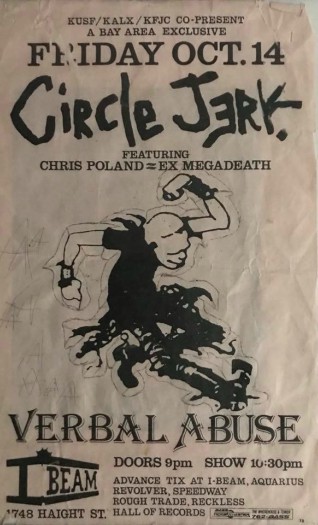 KUSF/KALX/KFJC CO-PRESENT
A BAY AREA EXCLUSIVE
FRIDAY OCT. 14
CircLe JERK.
FEATURING
CHRIS POLAND = EX MEGADEATH
VERBAL ABUSE
I BEAM
1748 HAIGHT ST.
DOORS 9pm SHOW 10:30pm
ADVANCE TIX AT I-BEAM, AQUARIUS
REVOLVER, SPEEDWAY
ROUGH TRADE, RECKLESS
HALL OF RECORDS